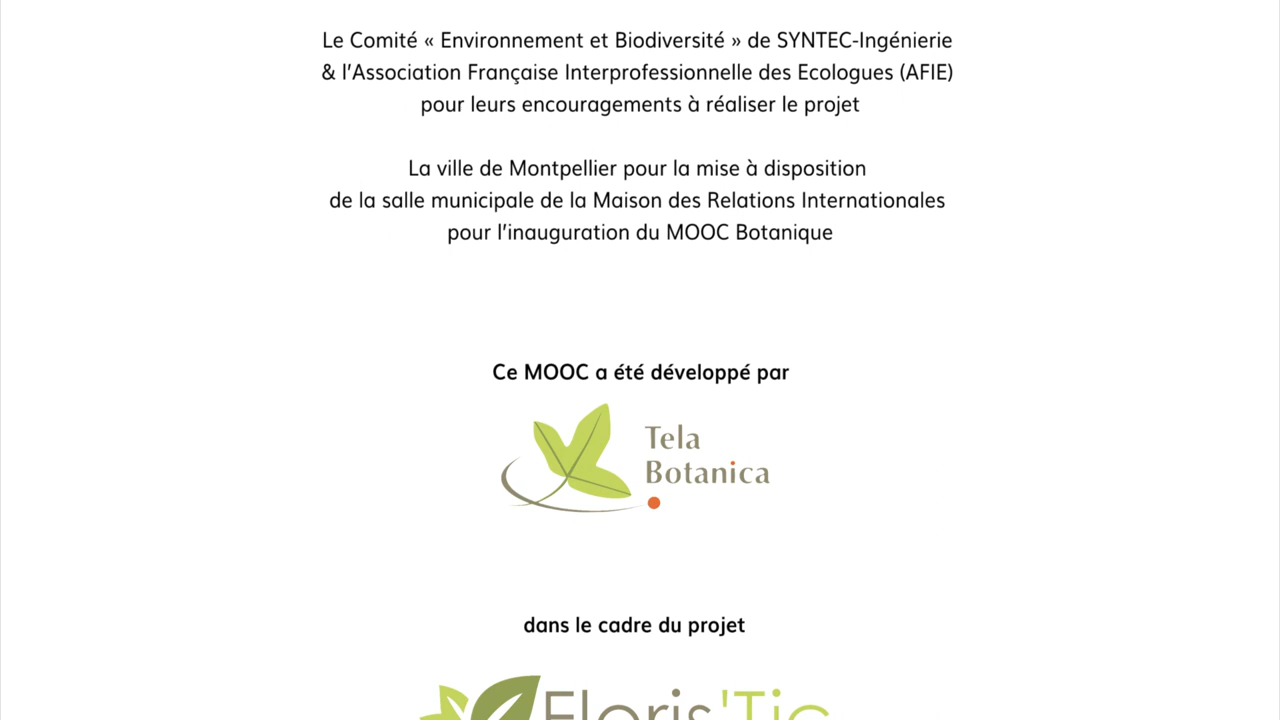 Le Comité « Environnement et Biodiversité » de SYNTEC-Ingénierie
& l'Association Française Interprofessionnelle des Ecologues (AFIE)
pour leurs encouragements à réaliser le projet
La ville de Montpellier pour la mise à disposition
de la salle municipale de la Maison des Relations Internationales
pour l'inauguration du MOOC Botanique
Ce MOOC a été développé par
Tela
Botanica
dans le cadre du projet
Floris'Tic